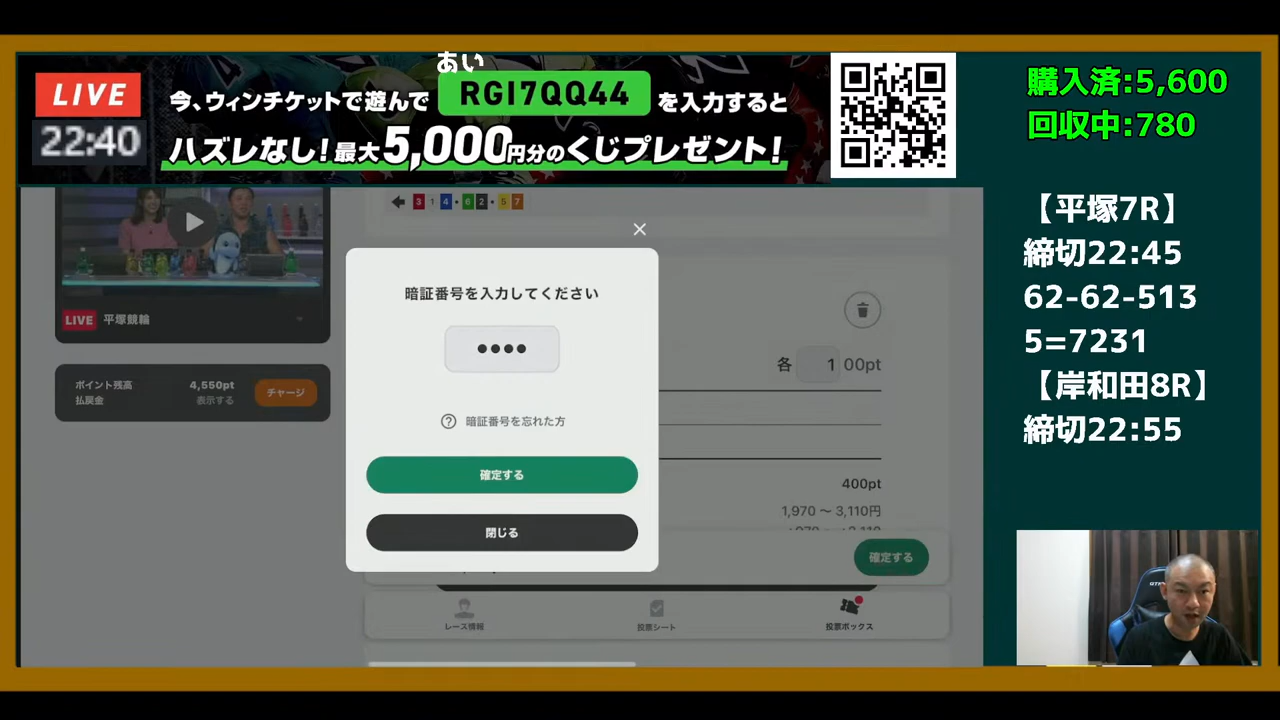 あい
LIVE
22:40
今、ウィンチケットで遊んで RGI7QQ44 を入力すると
ハズレなし!最大5,000円分のくじプレゼント!
購入済:5,600
回収中:780
3 1 4・6 2・5 7
暗証番号を入力してください
••••
暗証番号を忘れた方
確定する
閉じる
LIVE 平塚競輪
ポイント残高 4,550pt
払戻金 表示する
チャージ
各 1 00pt
400pt
1,970 〜 3,110円
確定する
レース情報
投票シート
投票ボックス
【平塚7R】
締切22:45
62-62-513
5=7231
【岸和田8R】
締切22:55